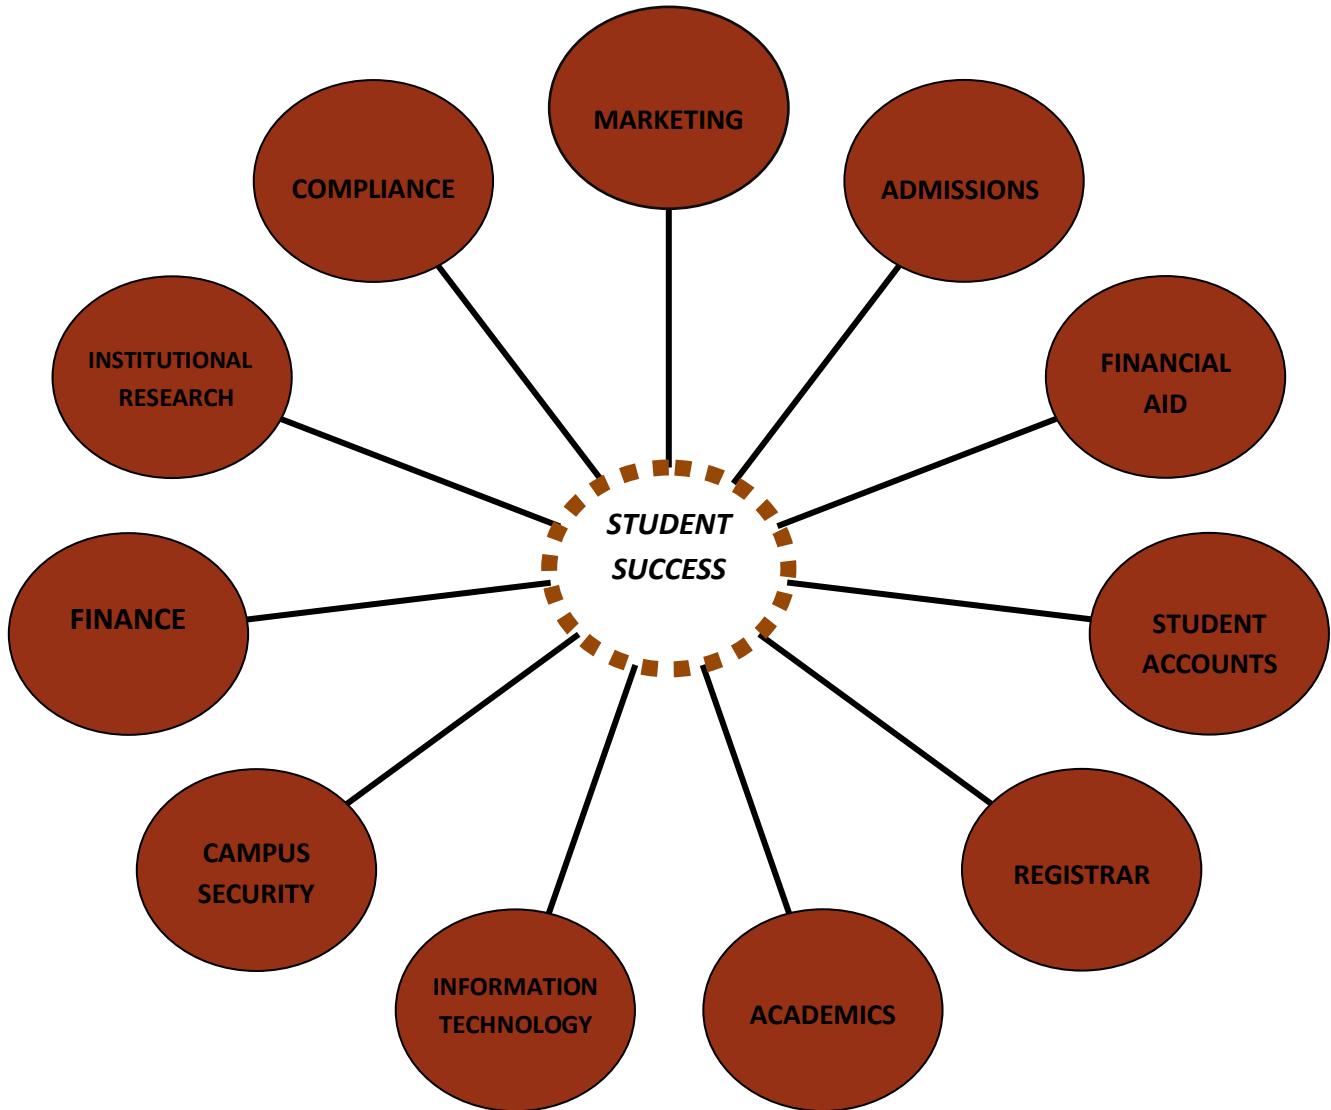 MARKETING
COMPLIANCE
ADMISSIONS
INSTITUTIONAL
RESEARCH
FINANCIAL
AID
STUDENT
SUCCESS
FINANCE
STUDENT
ACCOUNTS
CAMPUS
SECURITY
REGISTRAR
INFORMATION
TECHNOLOGY
ACADEMICS